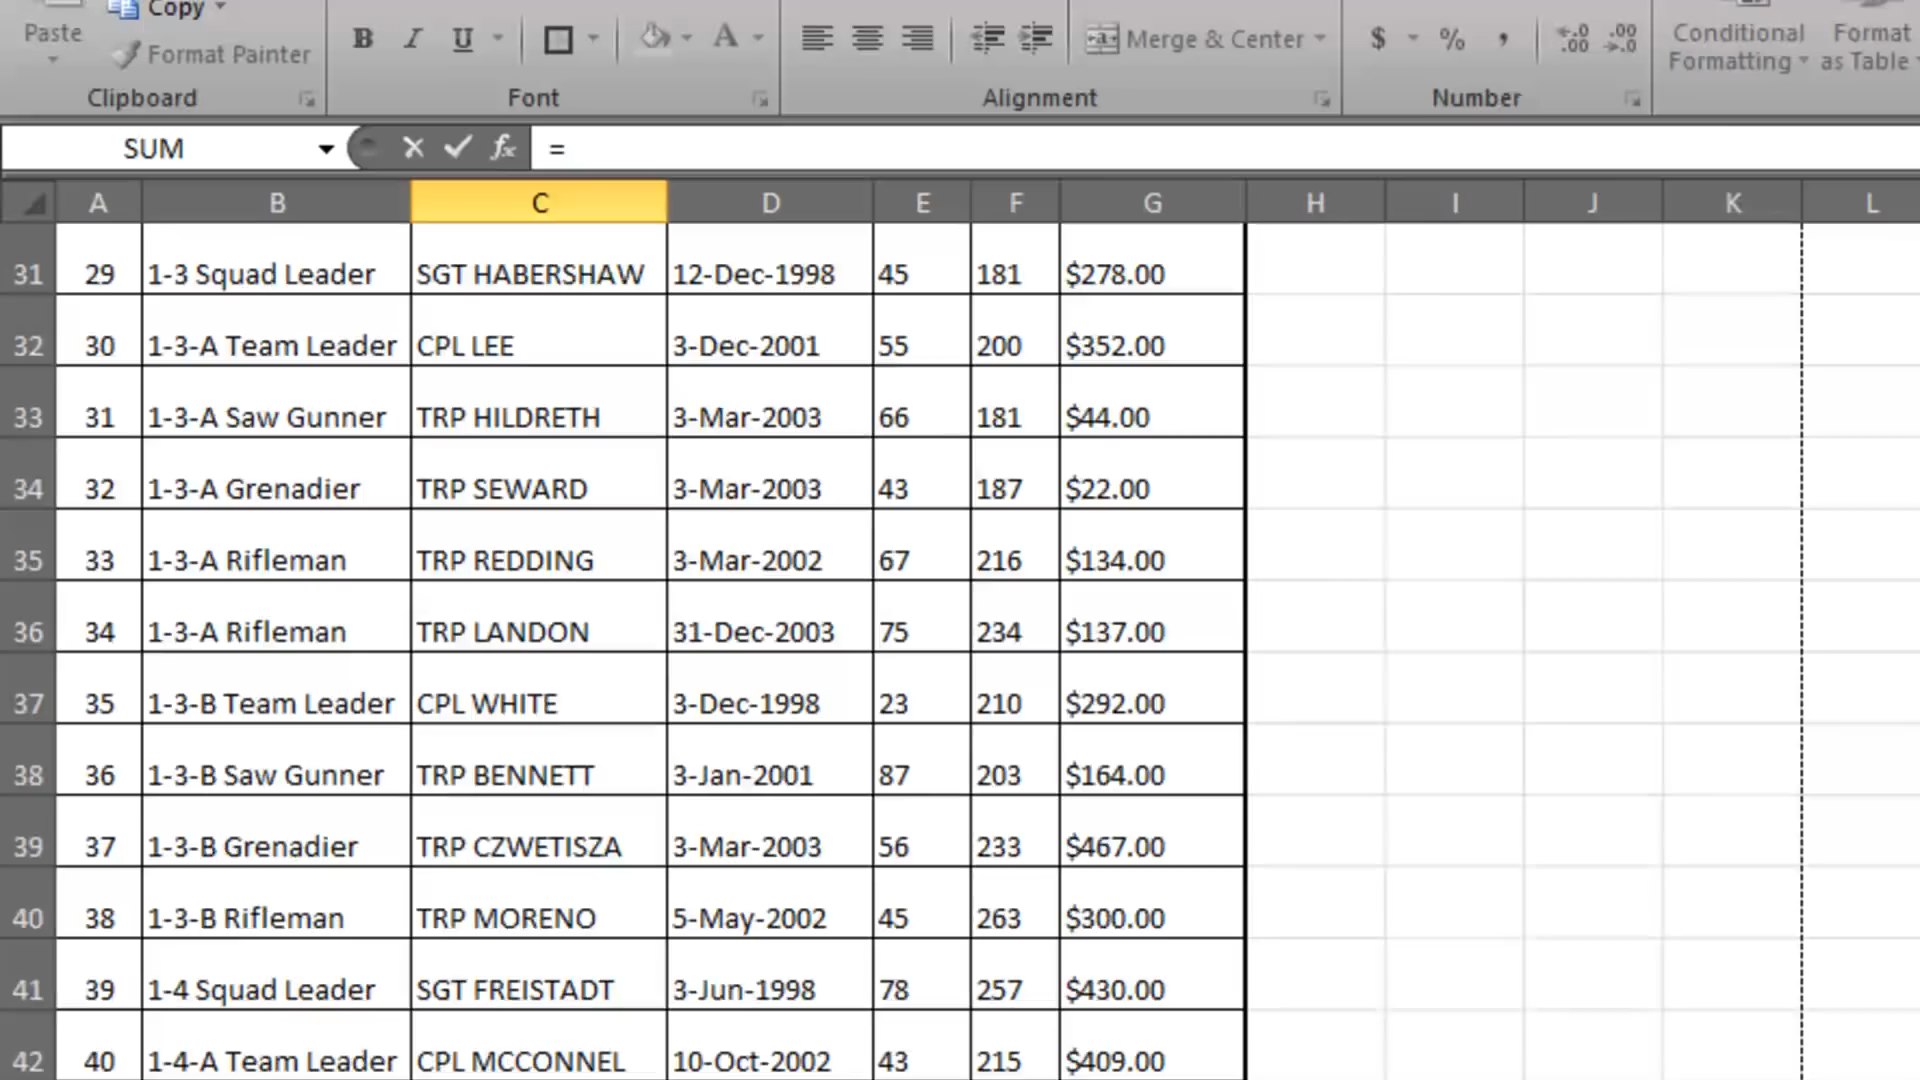 Copy
Paste
Format Painter
B I U A
Merge & Center
$ % ,
.0 .00
.00 .0
Conditional Formatting
Format as Table
Clipboard Font Alignment Number
SUM fx =
A B C D E F G H I J K L
31 29 1-3 Squad Leader SGT HABERSHAW 12-Dec-1998 45 181 $278.00
32 30 1-3-A Team Leader CPL LEE 3-Dec-2001 55 200 $352.00
33 31 1-3-A Saw Gunner TRP HILDRETH 3-Mar-2003 66 181 $44.00
34 32 1-3-A Grenadier TRP SEWARD 3-Mar-2003 43 187 $22.00
35 33 1-3-A Rifleman TRP REDDING 3-Mar-2002 67 216 $134.00
36 34 1-3-A Rifleman TRP LANDON 31-Dec-2003 75 234 $137.00
37 35 1-3-B Team Leader CPL WHITE 3-Dec-1998 23 210 $292.00
38 36 1-3-B Saw Gunner TRP BENNETT 3-Jan-2001 87 203 $164.00
39 37 1-3-B Grenadier TRP CZWETISZA 3-Mar-2003 56 233 $467.00
40 38 1-3-B Rifleman TRP MORENO 5-May-2002 45 263 $300.00
41 39 1-4 Squad Leader SGT FREISTADT 3-Jun-1998 78 257 $430.00
42 40 1-4-A Team Leader CPL MCCONNEL 10-Oct-2002 43 215 $409.00